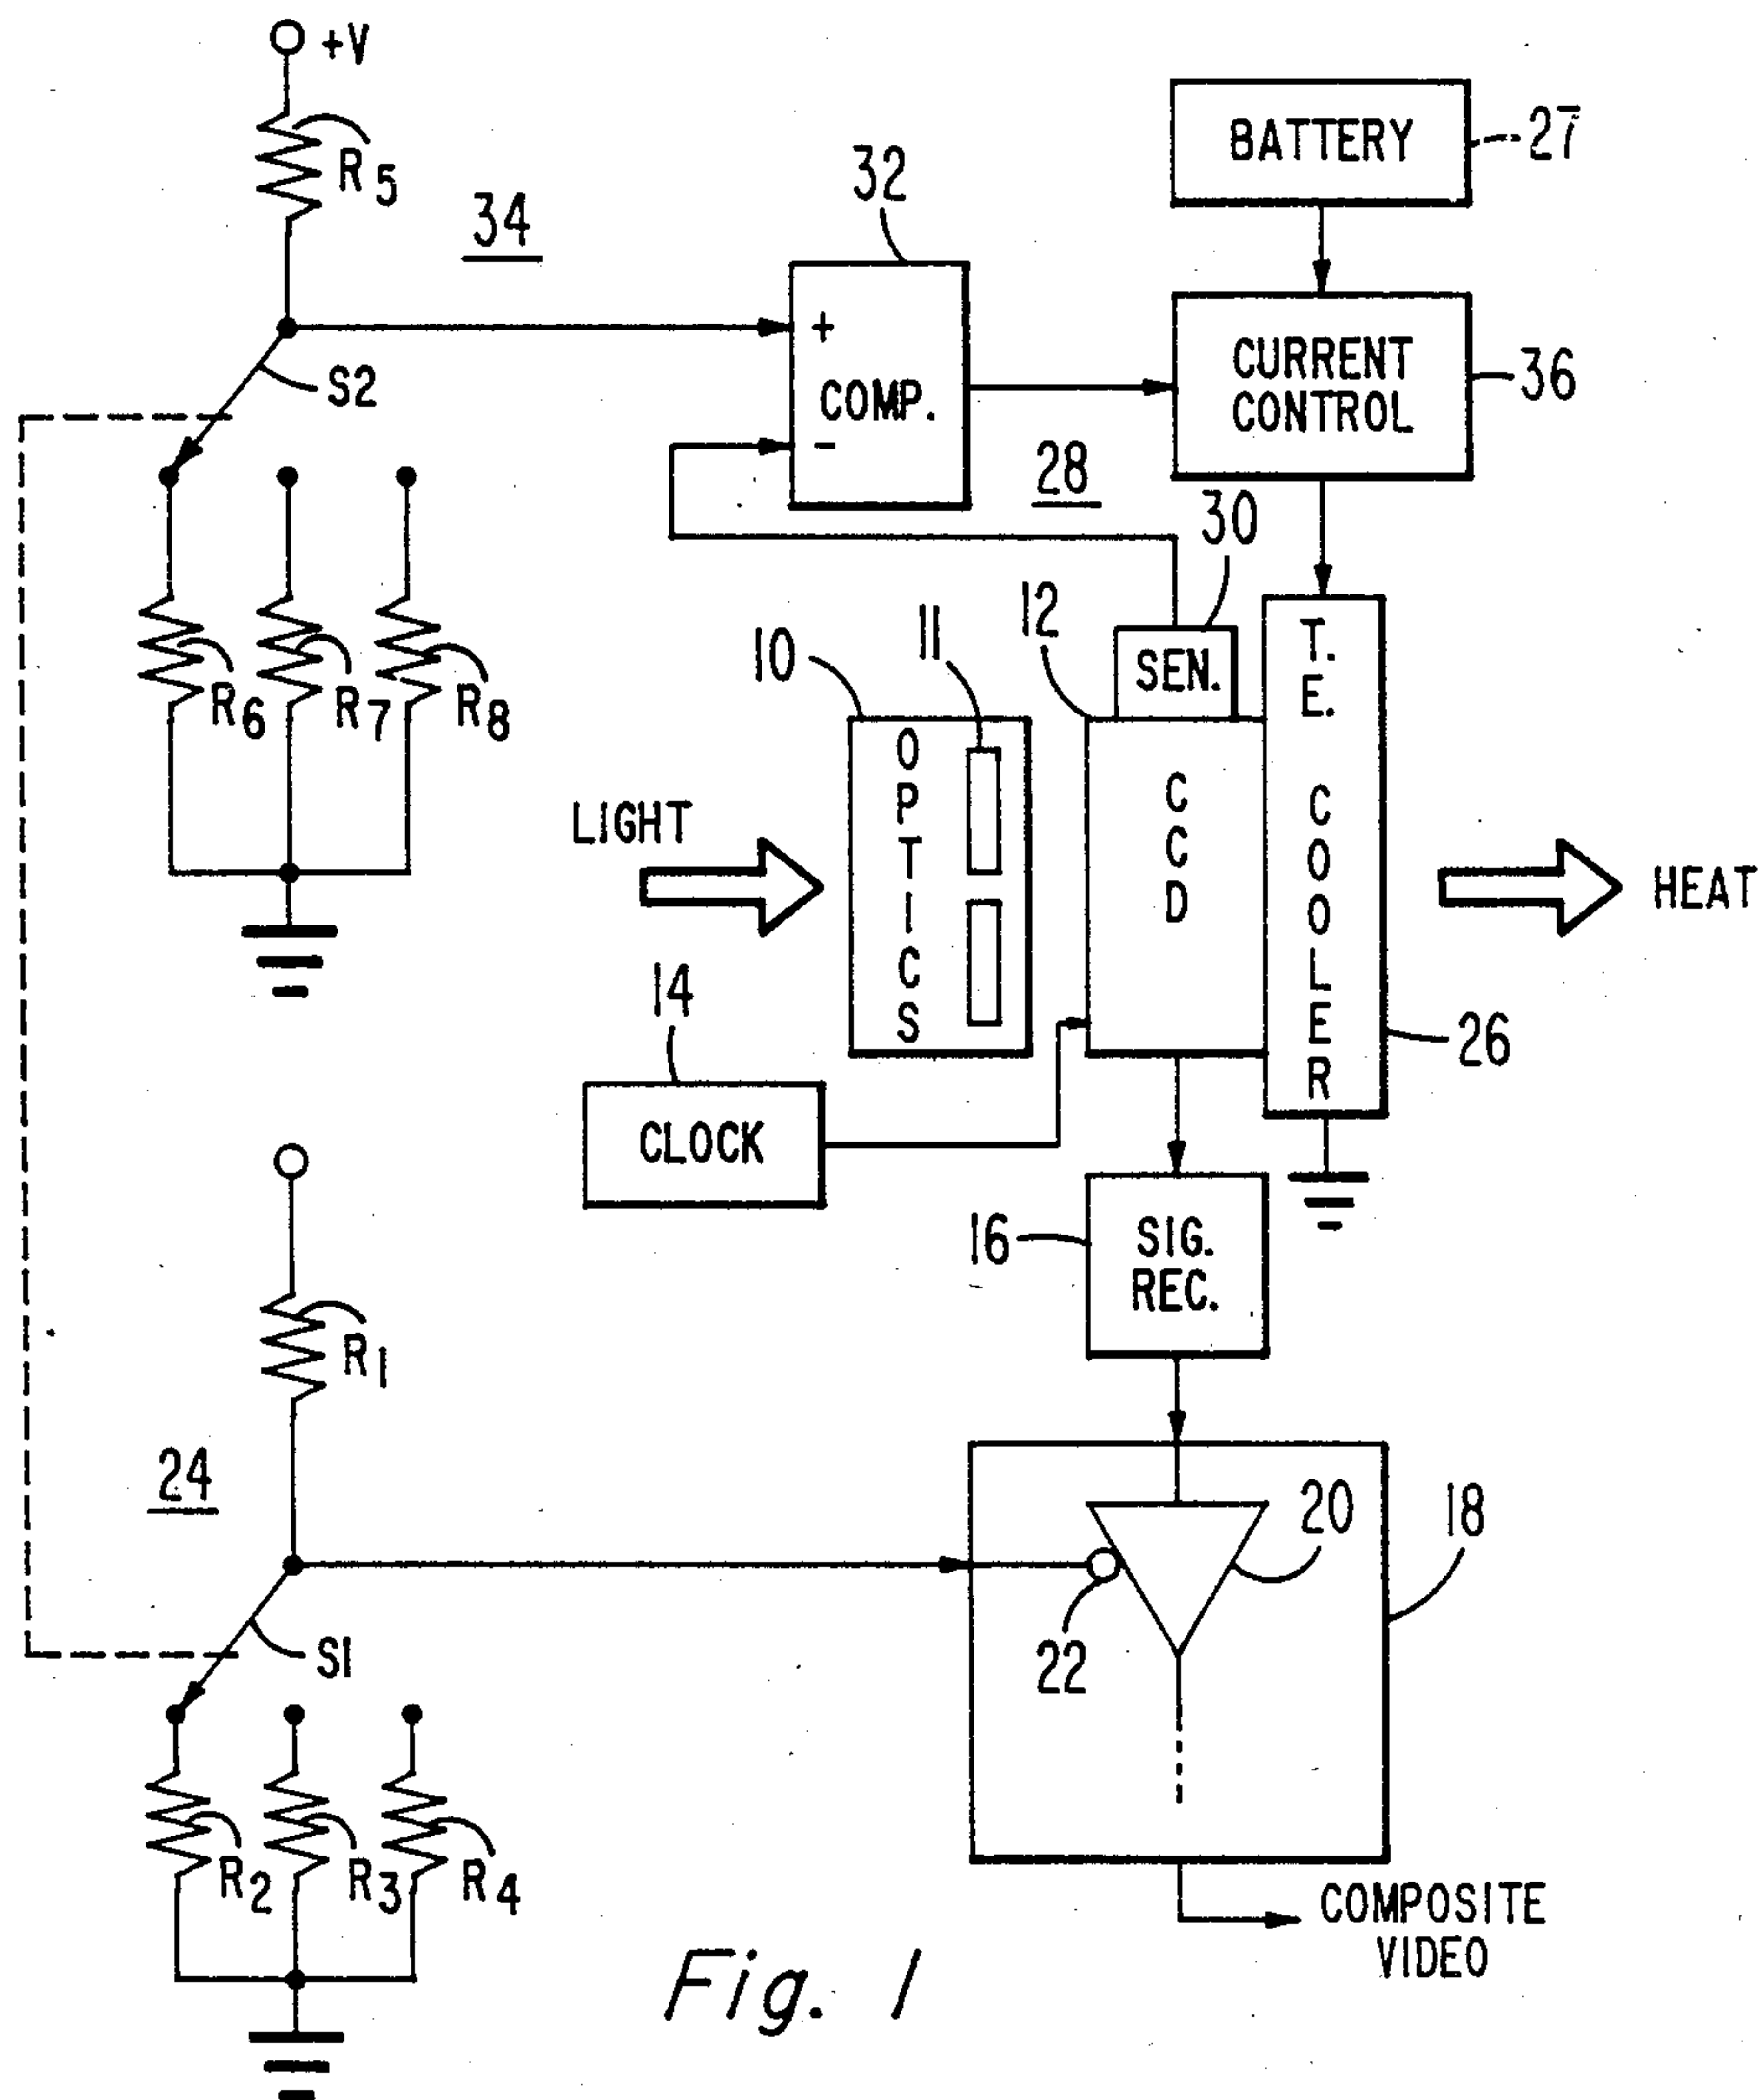 +V
R5
34
32
BATTERY
27
+
COMP.
-
CURRENT
CONTROL
36
S2
28
30
R6
R7
R8
10
11
12
SEN.
T.
E.
COOLER
OPTICS
CCD
LIGHT
HEAT
14
CLOCK
26
16
SIG.
REC.
R1
24
S1
20
18
22
R2
R3
R4
COMPOSITE
VIDEO
Fig. 1